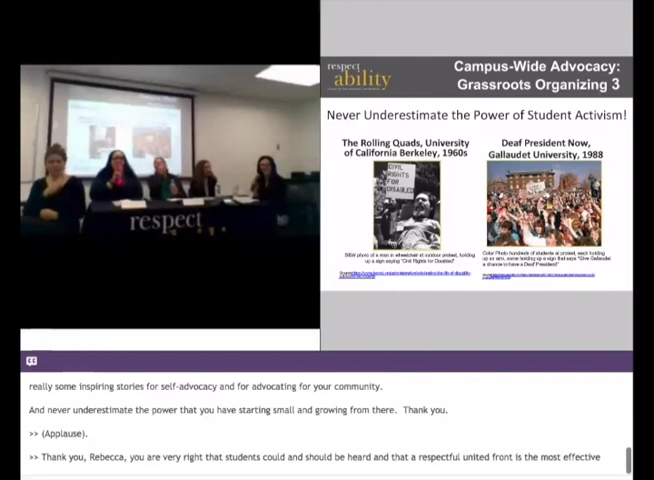 respect
ability
Campus-Wide Advocacy:
Grassroots Organizing 3
Never Underestimate the Power of Student Activism!
The Rolling Quads, University
of California Berkeley, 1960s
CIVIL
RIGHTS
FOR
DISABLED
B&W photo of a man in wheelchair at outdoor protest, holding
up a sign saying "Civil Rights for Disabled"
Deaf President Now,
Gallaudet University, 1988
Color Photo hundreds of students at protest, each holding
up an arm, some holding up a sign that says "Give Gallaudet
a chance to have a Deaf President"
respect
really some inspiring stories for self-advocacy and for advocating for your community.
And never underestimate the power that you have starting small and growing from there. Thank you.
>> (Applause).
>> Thank you, Rebecca, you are very right that students could and should be heard and that a respectful united front is the most effective